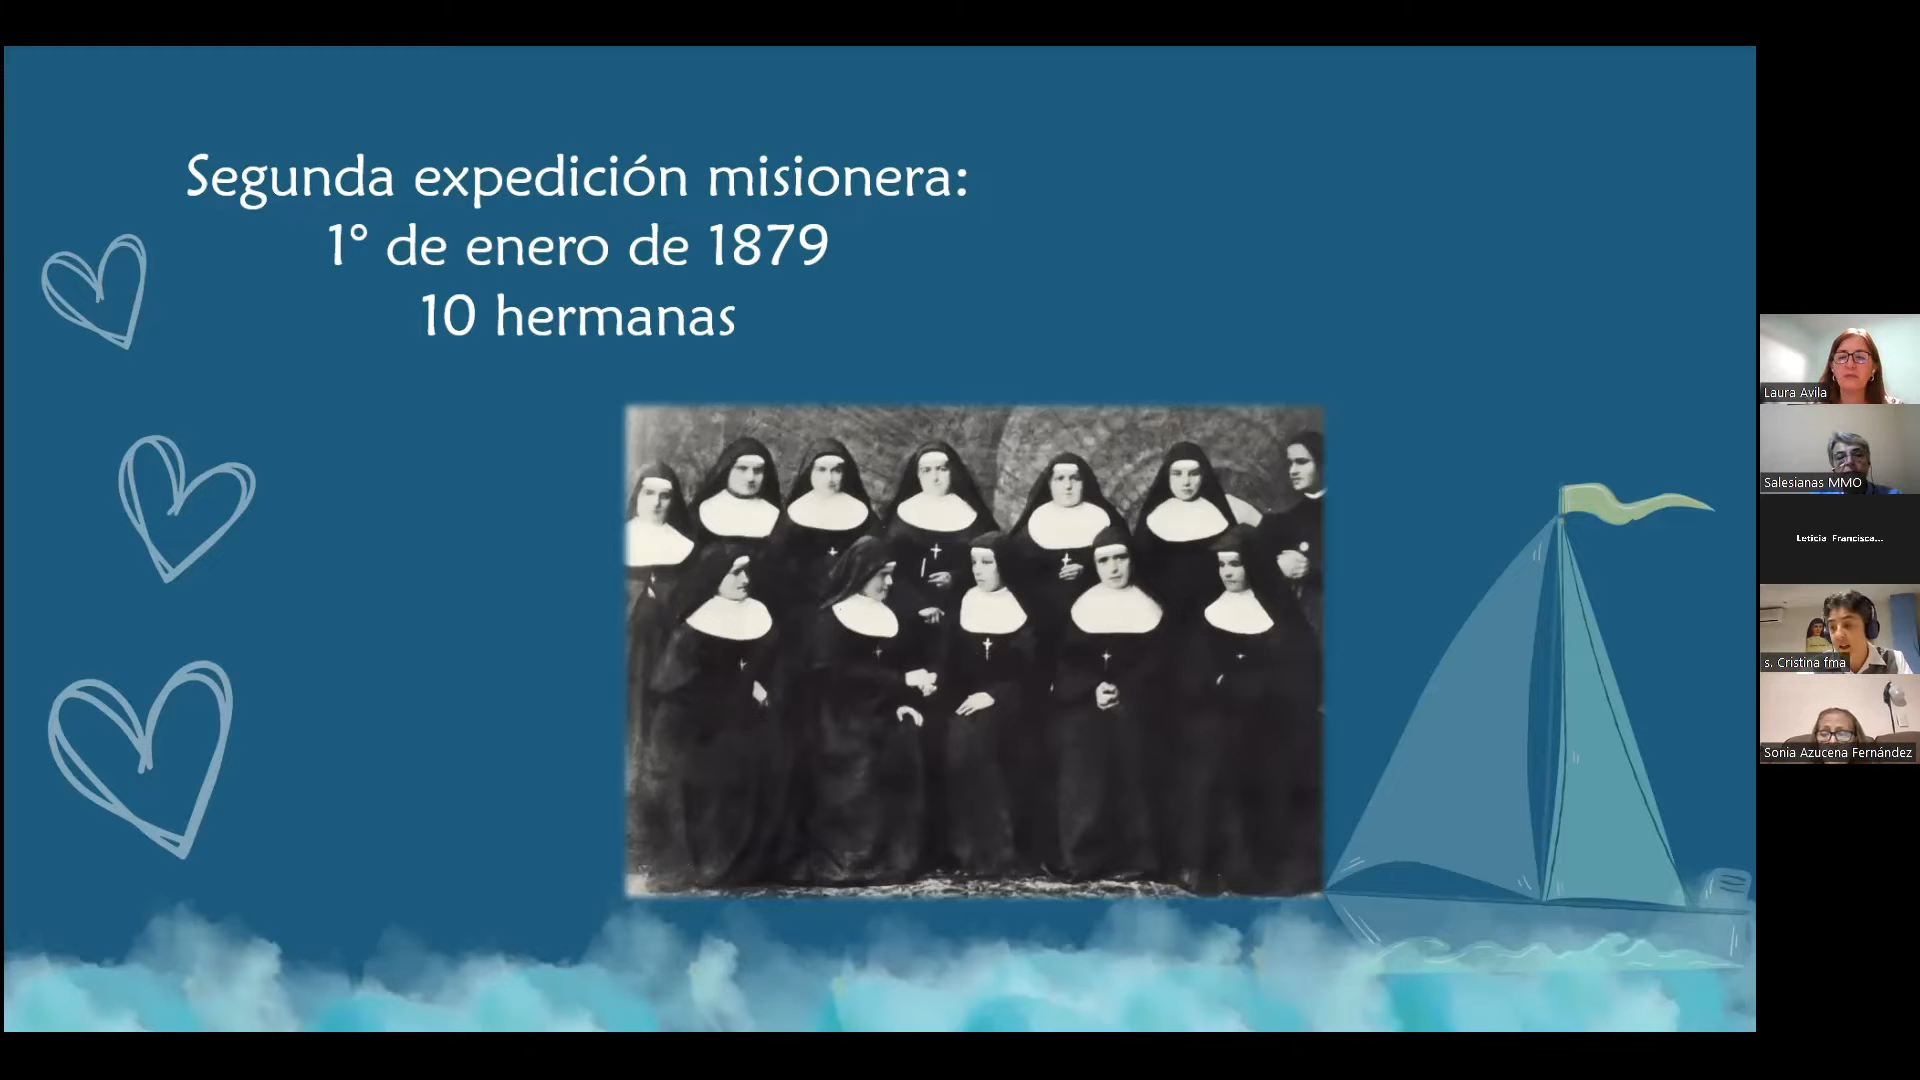 Segunda expedición misionera:
1° de enero de 1879
10 hermanas
Laura Avila
Salesianas MMO
Leticia Francisca...
s. Cristina fma
Sonia Azucena Fernández